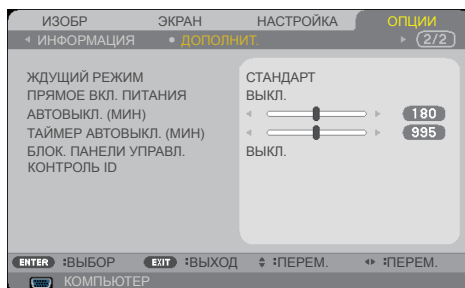 ИЗОБР ЭКРАН НАСТРОЙКА ОПЦИИ
ИНФОРМАЦИЯ • ДОПОЛНИТ. 2/2
ЖДУЩИЙ РЕЖИМ СТАНДАРТ
ПРЯМОЕ ВКЛ. ПИТАНИЯ ВЫКЛ.
АВТОВЫКЛ. (МИН) 180
ТАЙМЕР АВТОВЫКЛ. (МИН) 995
БЛОК. ПАНЕЛИ УПРАВЛ. ВЫКЛ.
КОНТРОЛЬ ID
ENTER :ВЫБОР EXIT :ВЫХОД :ПЕРЕМ. :ПЕРЕМ.
КОМПЬЮТЕР